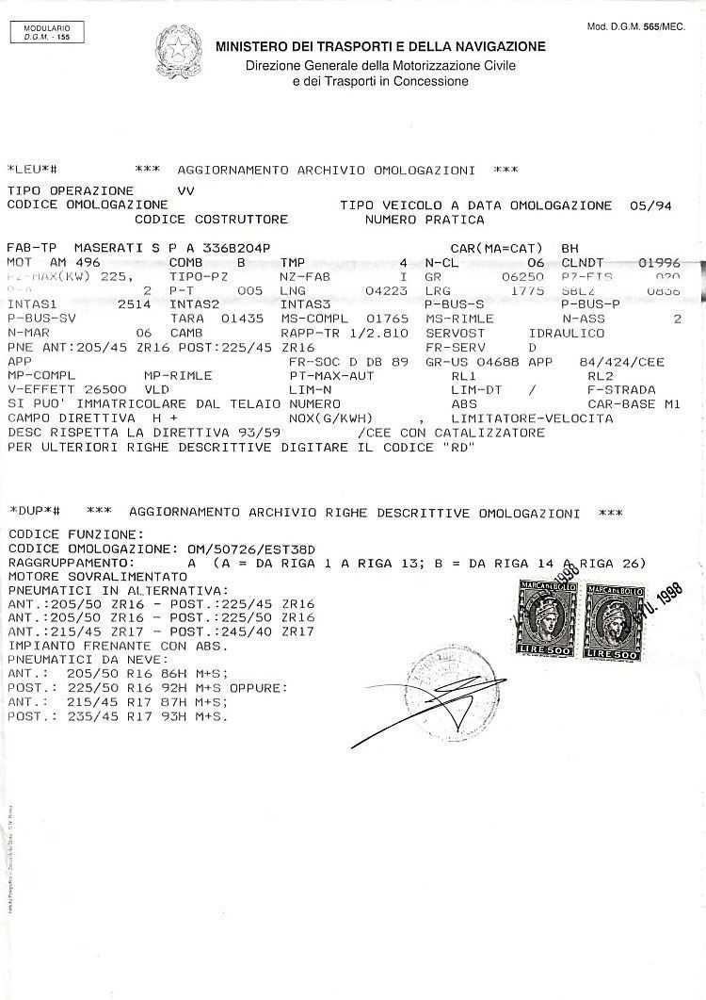 MODULARIO
D.G.M. - 155
Mod. D.G.M. 565/MEC.
MINISTERO DEI TRASPORTI E DELLA NAVIGAZIONE
Direzione Generale della Motorizzazione Civile
e dei Trasporti in Concessione
*LEU*# *** AGGIORNAMENTO ARCHIVIO OMOLOGAZIONI ***
TIPO OPERAZIONE VV
CODICE OMOLOGAZIONE TIPO VEICOLO A DATA OMOLOGAZIONE 05/94
CODICE COSTRUTTORE NUMERO PRATICA
FAB-TP MASERATI S P A 336B204P CAR(MA=CAT) BH
MOT AM 496 COMB B TMP 4 N-CL 06 CLNDT 01996
PZ-MAX(KW) 225, TIPO-PZ NZ-FAB I GR 06250 PZ-FIS 020
2 P-T 005 LNG 04223 LRG 1775 SBLZ 0836
INTAS1 2514 INTAS2 INTAS3 P-BUS-S P-BUS-P
P-BUS-SV TARA 01435 MS-COMPL 01765 MS-RIMLE N-ASS 2
N-MAR 06 CAMB RAPP-TR 1/2.810 SERVOST IDRAULICO
PNE ANT:205/45 ZR16 POST:225/45 ZR16 FR-SERV D
APP FR-SOC D DB 89 GR-US 04688 APP 84/424/CEE
MP-COMPL MP-RIMLE PT-MAX-AUT RL1 RL2
V-EFFETT 26500 VLD LIM-N LIM-DT / F-STRADA
SI PUO' IMMATRICOLARE DAL TELAIO NUMERO ABS CAR-BASE M1
CAMPO DIRETTIVA H + NOX(G/KWH) , LIMITATORE-VELOCITA
DESC RISPETTA LA DIRETTIVA 93/59 /CEE CON CATALIZZATORE
PER ULTERIORI RIGHE DESCRITTIVE DIGITARE IL CODICE "RD"
*DUP*# *** AGGIORNAMENTO ARCHIVIO RIGHE DESCRITTIVE OMOLOGAZIONI ***
CODICE FUNZIONE:
CODICE OMOLOGAZIONE: OM/50726/EST38D
RAGGRUPPAMENTO: A (A = DA RIGA 1 A RIGA 13; B = DA RIGA 14 A RIGA 26)
MOTORE SOVRALIMENTATO
PNEUMATICI IN ALTERNATIVA:
ANT.:205/50 ZR16 - POST.:225/45 ZR16
ANT.:205/50 ZR16 - POST.:225/50 ZR16
ANT.:215/45 ZR17 - POST.:245/40 ZR17
IMPIANTO FRENANTE CON ABS.
PNEUMATICI DA NEVE:
ANT.: 205/50 R16 86H M+S;
POST.: 225/50 R16 92H M+S OPPURE:
ANT.: 215/45 R17 87H M+S;
POST.: 235/45 R17 93H M+S.
MARCA DA BOLLO
LIRE 500
MARCA DA BOLLO
LIRE 500
1998
1998